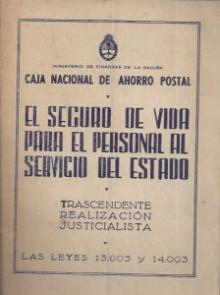 MINISTERIO DE FINANZAS DE LA NACIÓN
CAJA NACIONAL DE AHORRO POSTAL
EL SEGURO DE VIDA
PARA EL PERSONAL AL
SERVICIO DEL ESTADO
TRASCENDENTE
REALIZACIÓN
JUSTICIALISTA
LAS LEYES 13.003 y 14.003